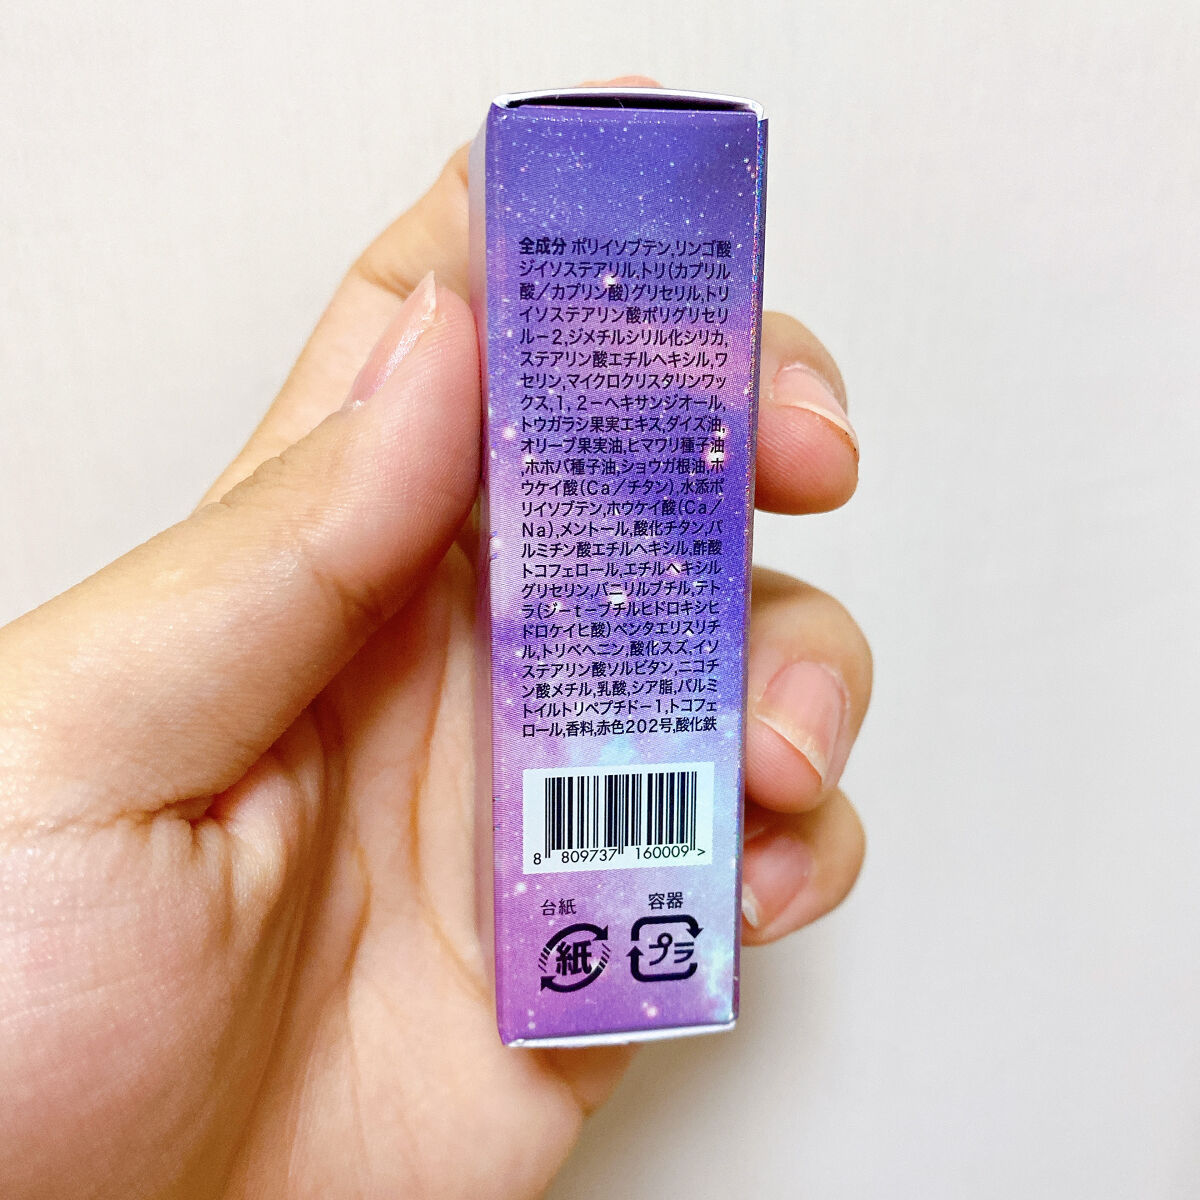 全成分 ポリイソブテン,リンゴ酸
ジイソステアリル,トリ(カプリル
酸/カプリン酸)グリセリル,トリ
イソステアリン酸ポリグリセリ
ル－2,ジメチルシリル化シリカ,
ステアリン酸エチルヘキシル,ワ
セリン,マイクロクリスタリンワッ
クス,1,2－ヘキサンジオール,
トウガラシ果実エキス,ダイズ油,
オリーブ果実油,ヒマワリ種子油
,ホホバ種子油,ショウガ根油,ホ
ウケイ酸(Ca/チタン),水添ポ
リイソブテン,ホウケイ酸(Ca/
Na),メントール,酸化チタン,パ
ルミチン酸エチルヘキシル,酢酸
トコフェロール,エチルヘキシル
グリセリン,バニリルブチル,テト
ラ(ジーtーブチルヒドロキシヒ
ドロケイヒ酸)ペンタエリスリチ
ル,トリベヘニン,酸化スズ,イソ
ステアリン酸ソルビタン,ニコチ
ン酸メチル,乳酸,シア脂,パルミ
トイルトリペプチドー1,トコフェ
ロール,香料,赤色202号,酸化鉄
8 809737 160009 >
台紙 容器
紙 プラ